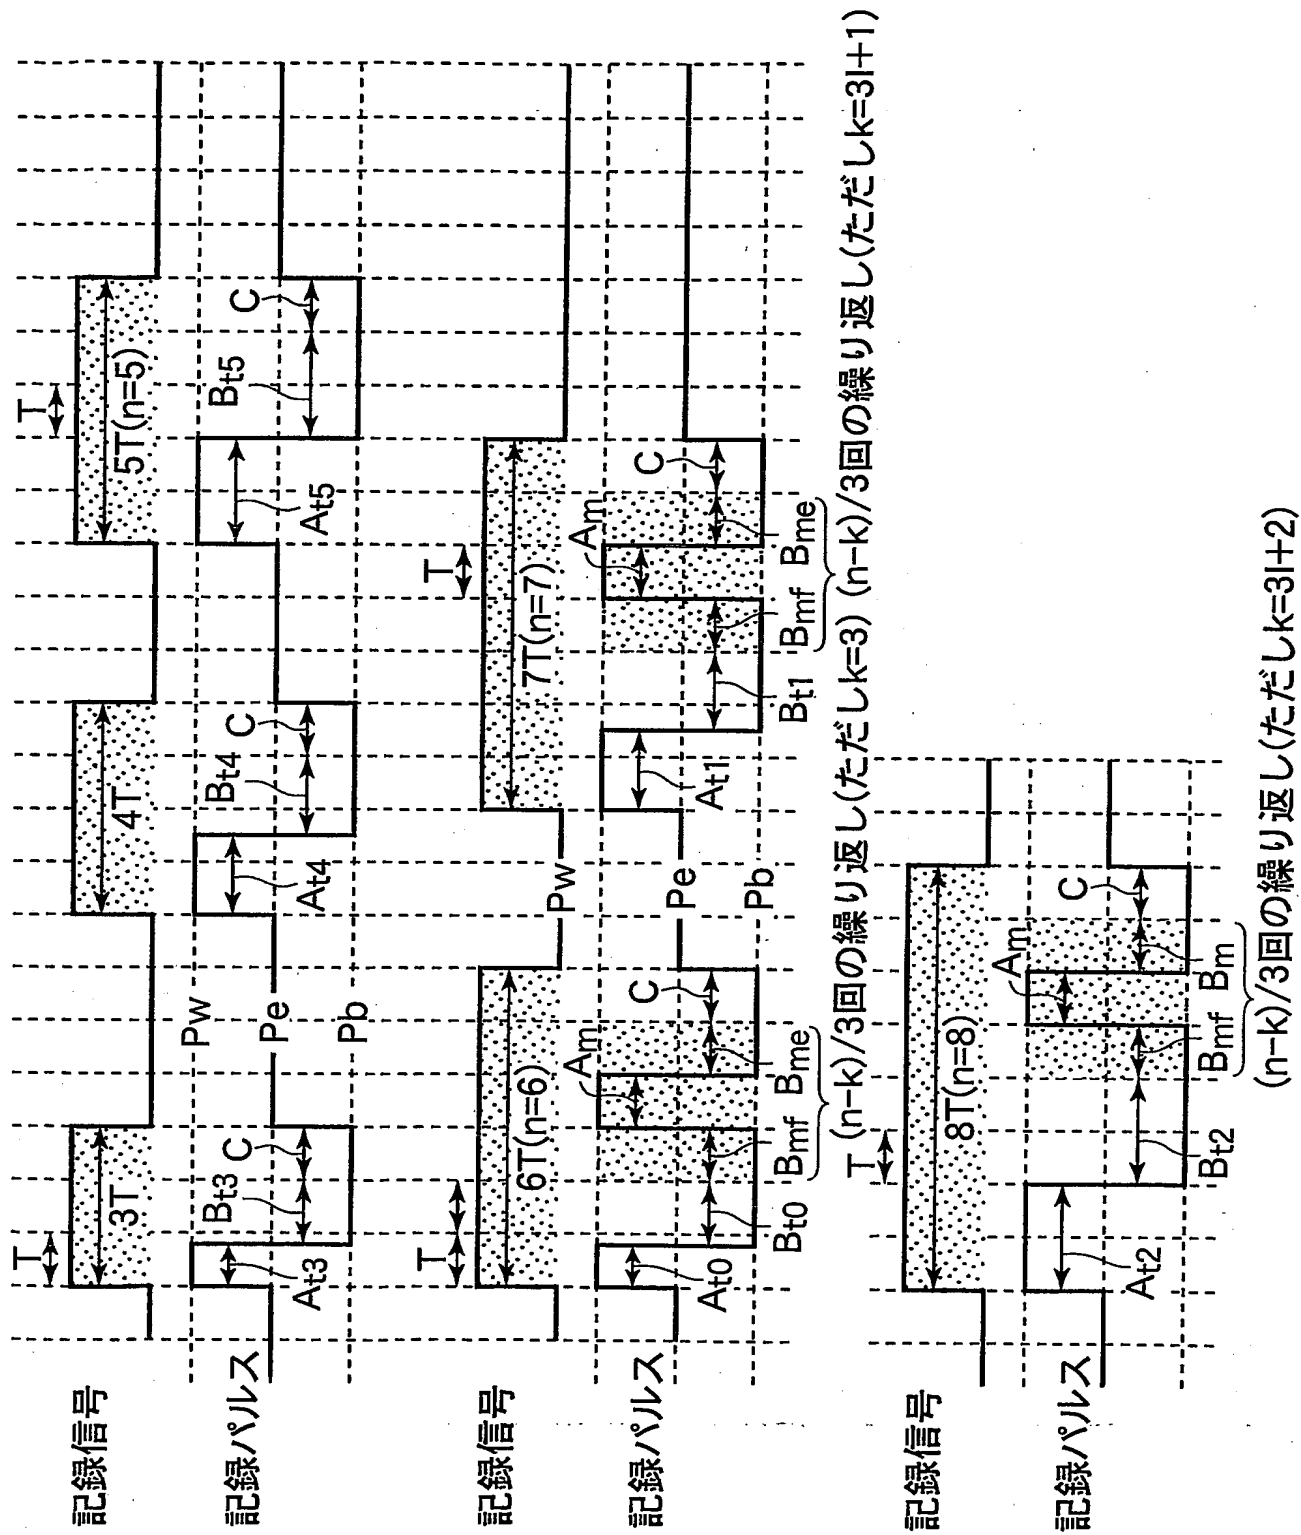 記録信号
T
3T
4T
T
5T(n=5)
記録パルス
At3
Bt3
C
Pw
Pe
Pb
At4
Bt4
C
At5
Bt5
C
記録信号
T
6T(n=6)
T
7T(n=7)
記録パルス
At0
Bt0
Bmf
Am
Bme
C
Pw
Pe
Pb
At1
Bt1
Bmf
Am
Bme
C
(n−k)/3回の繰り返し(ただしk=3)
(n−k)/3回の繰り返し(ただしk=3l+1)
記録信号
T
8T(n=8)
記録パルス
At2
Bt2
Bmf
Am
Bm
C
(n−k)/3回の繰り返し(ただしk=3l+2)